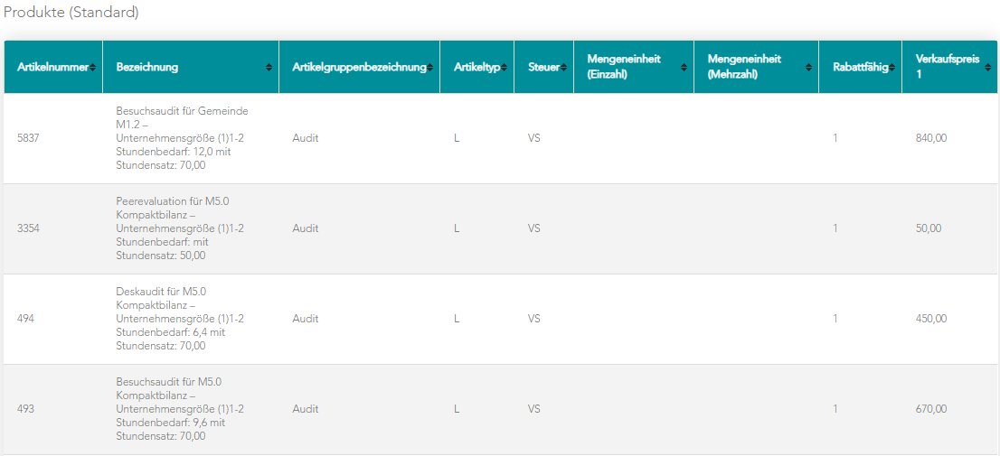 Produkte (Standard)
Artikelnummer Bezeichnung Artikelgruppenbezeichnung Artikeltyp Steuer Mengeneinheit (Einzahl) Mengeneinheit (Mehrzahl) Rabattfähig Verkaufspreis 1
Besuchsaudit für Gemeinde
M1.2 –
5837 Unternehmensgröße (1)1-2 Audit L VS 1 840,00
Stundenbedarf: 12,0 mit
Stundensatz: 70,00
Peerevaluation für M5.0
Kompaktbilanz –
3354 Unternehmensgröße (1)1-2 Audit L VS 1 50,00
Stundenbedarf: mit
Stundensatz: 50,00
Deskaudit für M5.0
Kompaktbilanz –
494 Unternehmensgröße (1)1-2 Audit L VS 1 450,00
Stundenbedarf: 6,4 mit
Stundensatz: 70,00
Besuchsaudit für M5.0
Kompaktbilanz –
493 Unternehmensgröße (1)1-2 Audit L VS 1 670,00
Stundenbedarf: 9,6 mit
Stundensatz: 70,00